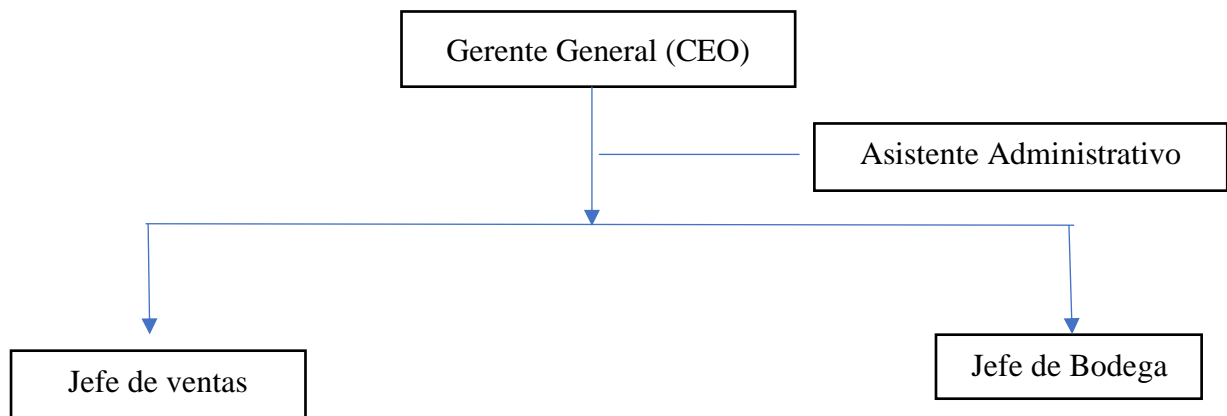 Gerente General (CEO)
Asistente Administrativo
Jefe de ventas
Jefe de Bodega